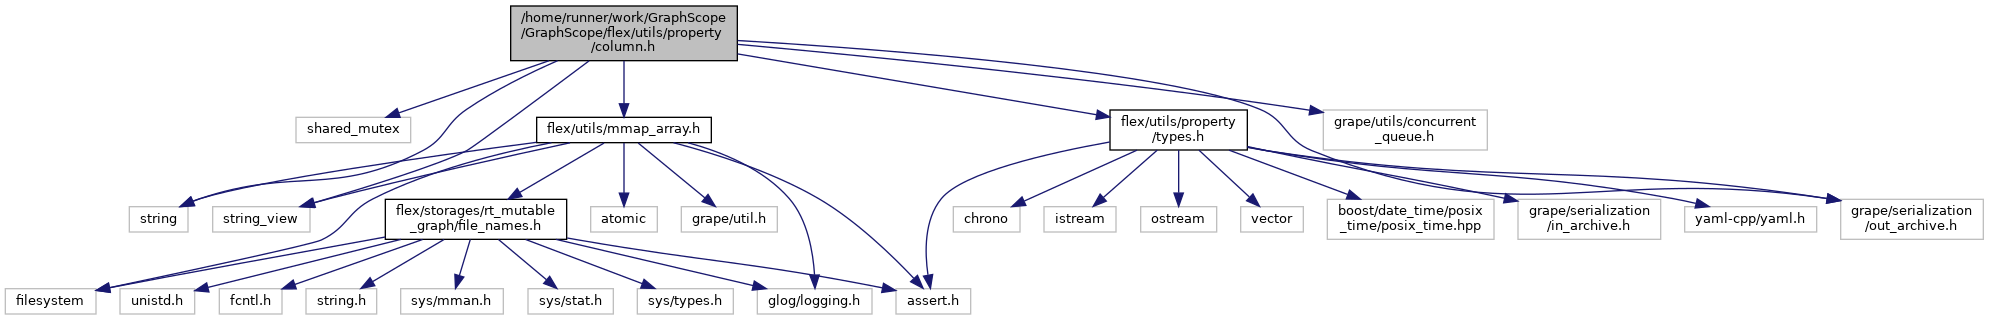 /home/runner/work/GraphScope
/GraphScope/flex/utils/property
/column.h
shared_mutex
flex/utils/mmap_array.h
flex/utils/property
/types.h
grape/utils/concurrent
_queue.h
string
string_view
flex/storages/rt_mutable
_graph/file_names.h
atomic
grape/util.h
chrono
istream
ostream
vector
boost/date_time/posix
_time/posix_time.hpp
grape/serialization
/in_archive.h
yaml-cpp/yaml.h
grape/serialization
/out_archive.h
filesystem
unistd.h
fcntl.h
string.h
sys/mman.h
sys/stat.h
sys/types.h
glog/logging.h
assert.h